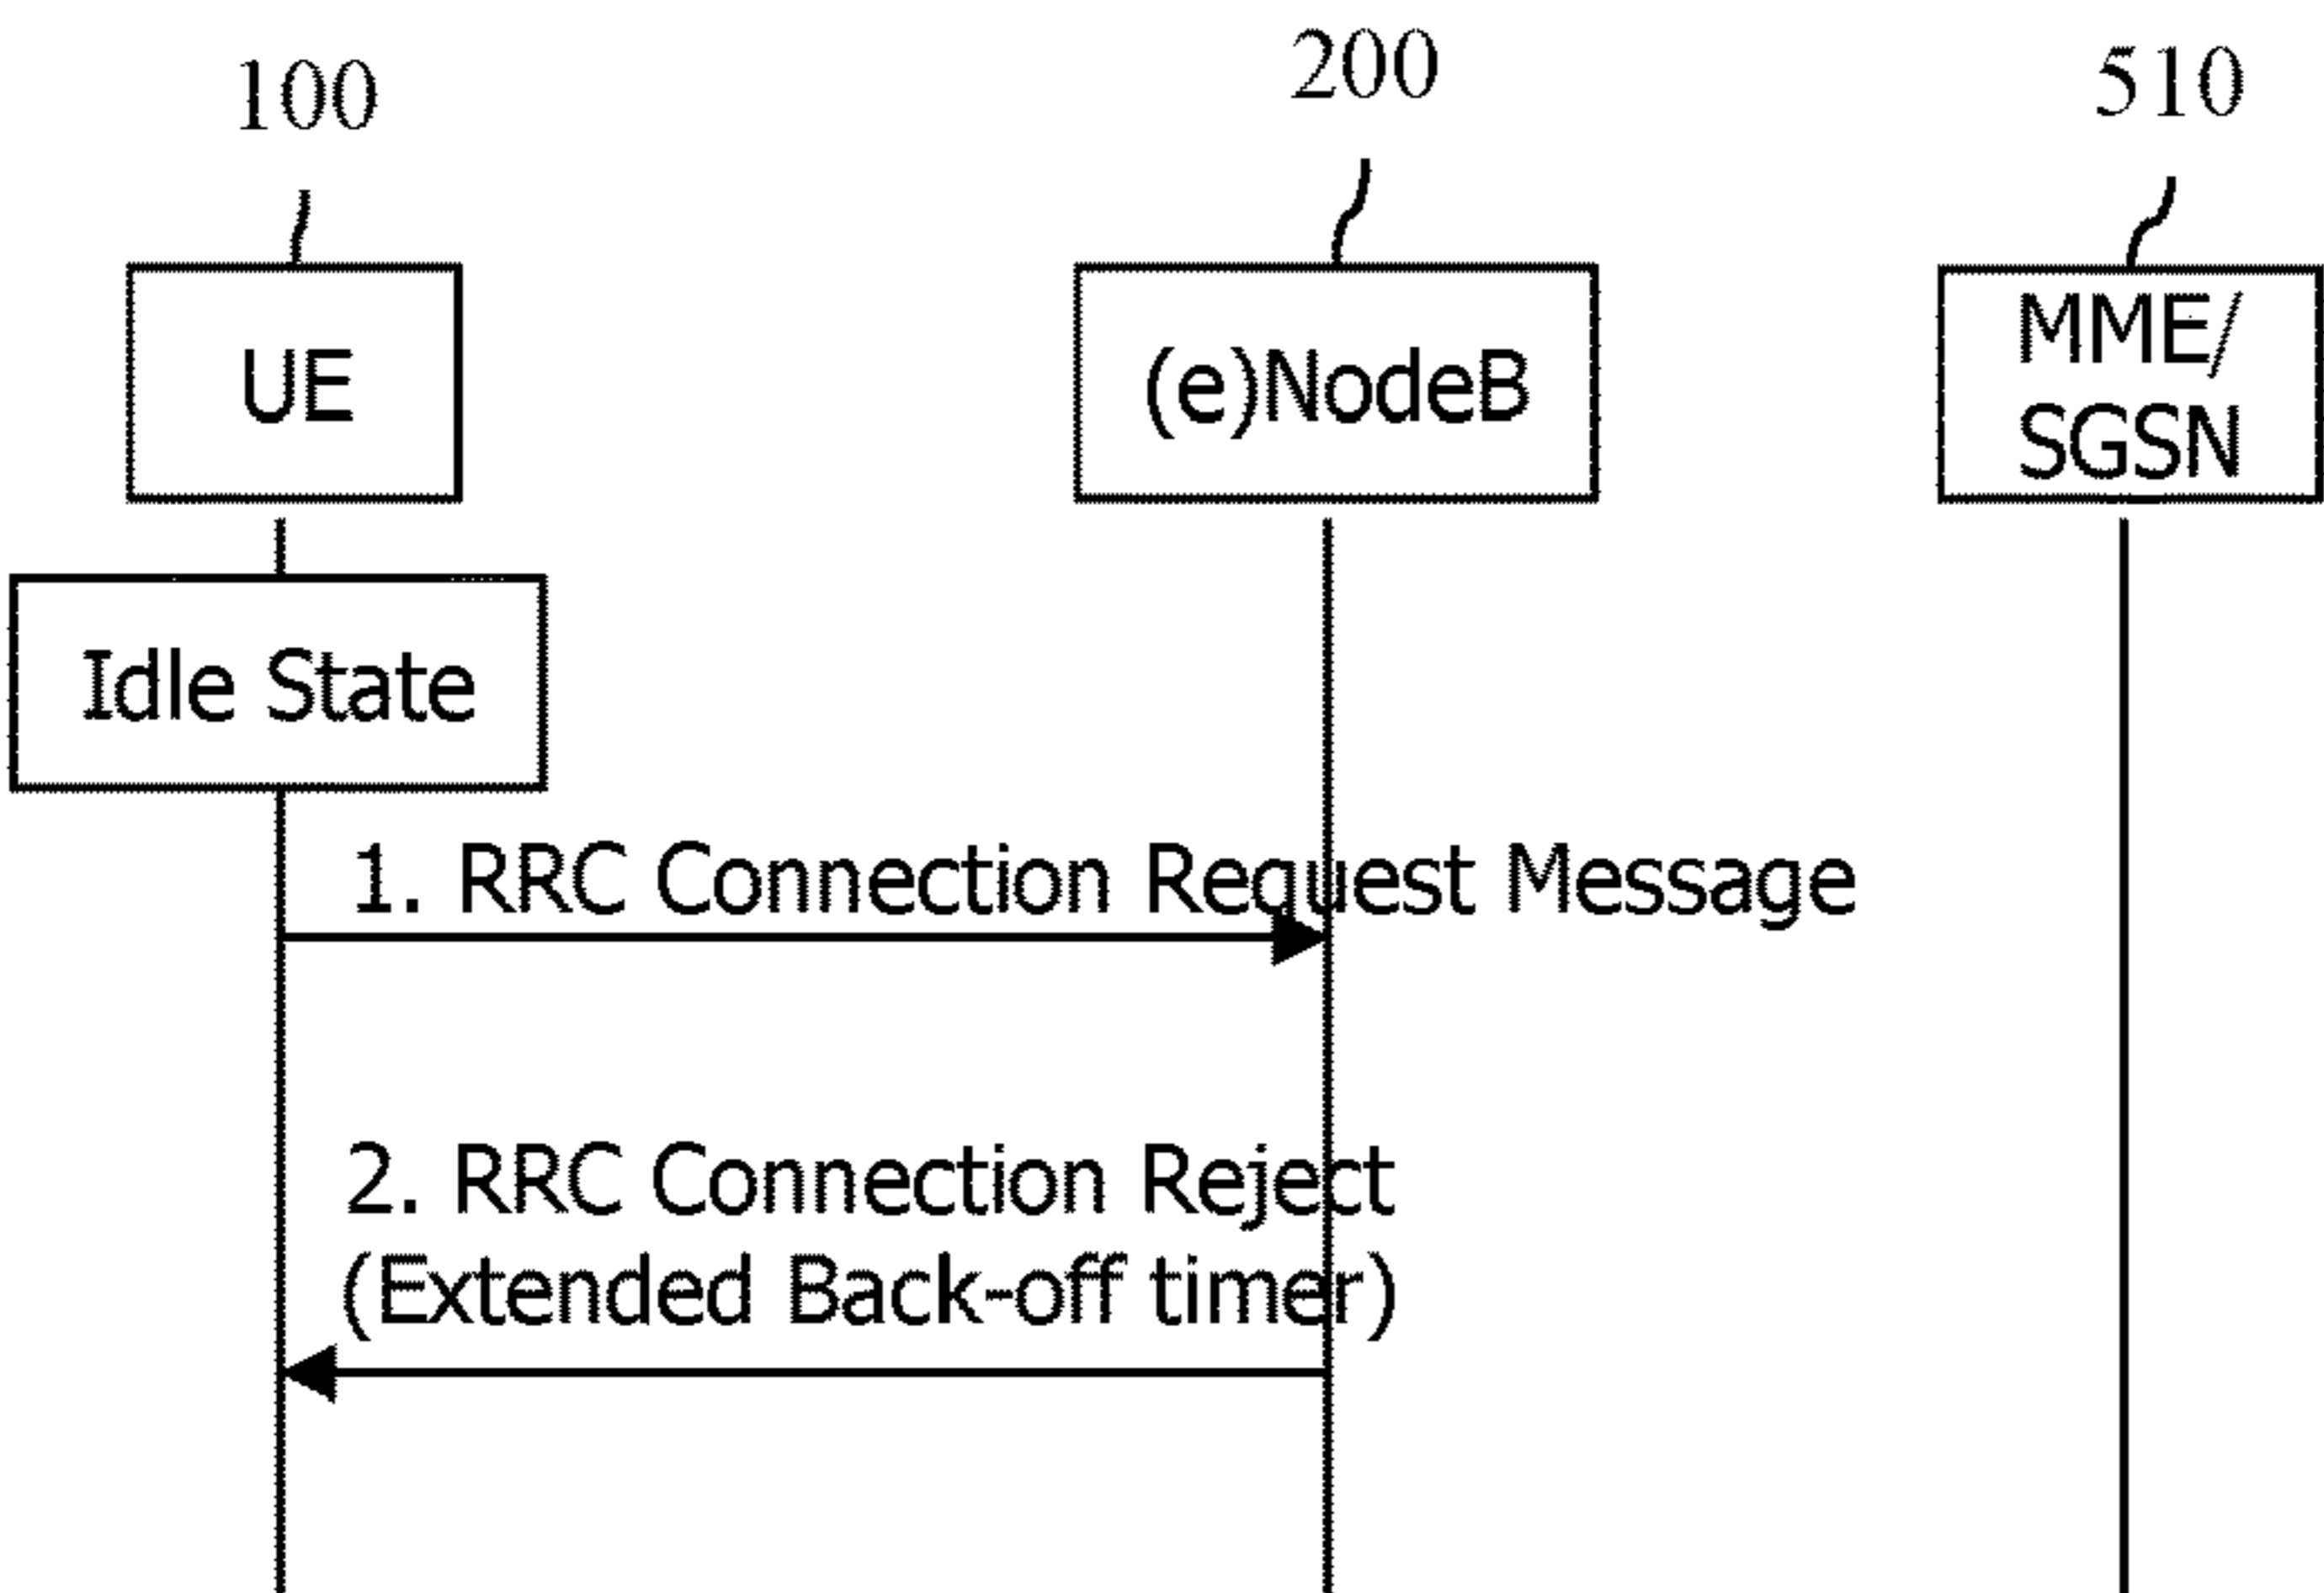 100
200
510
UE
(e)NodeB
MME/
SGSN
Idle State
1. RRC Connection Request Message
2. RRC Connection Reject
(Extended Back-off timer)